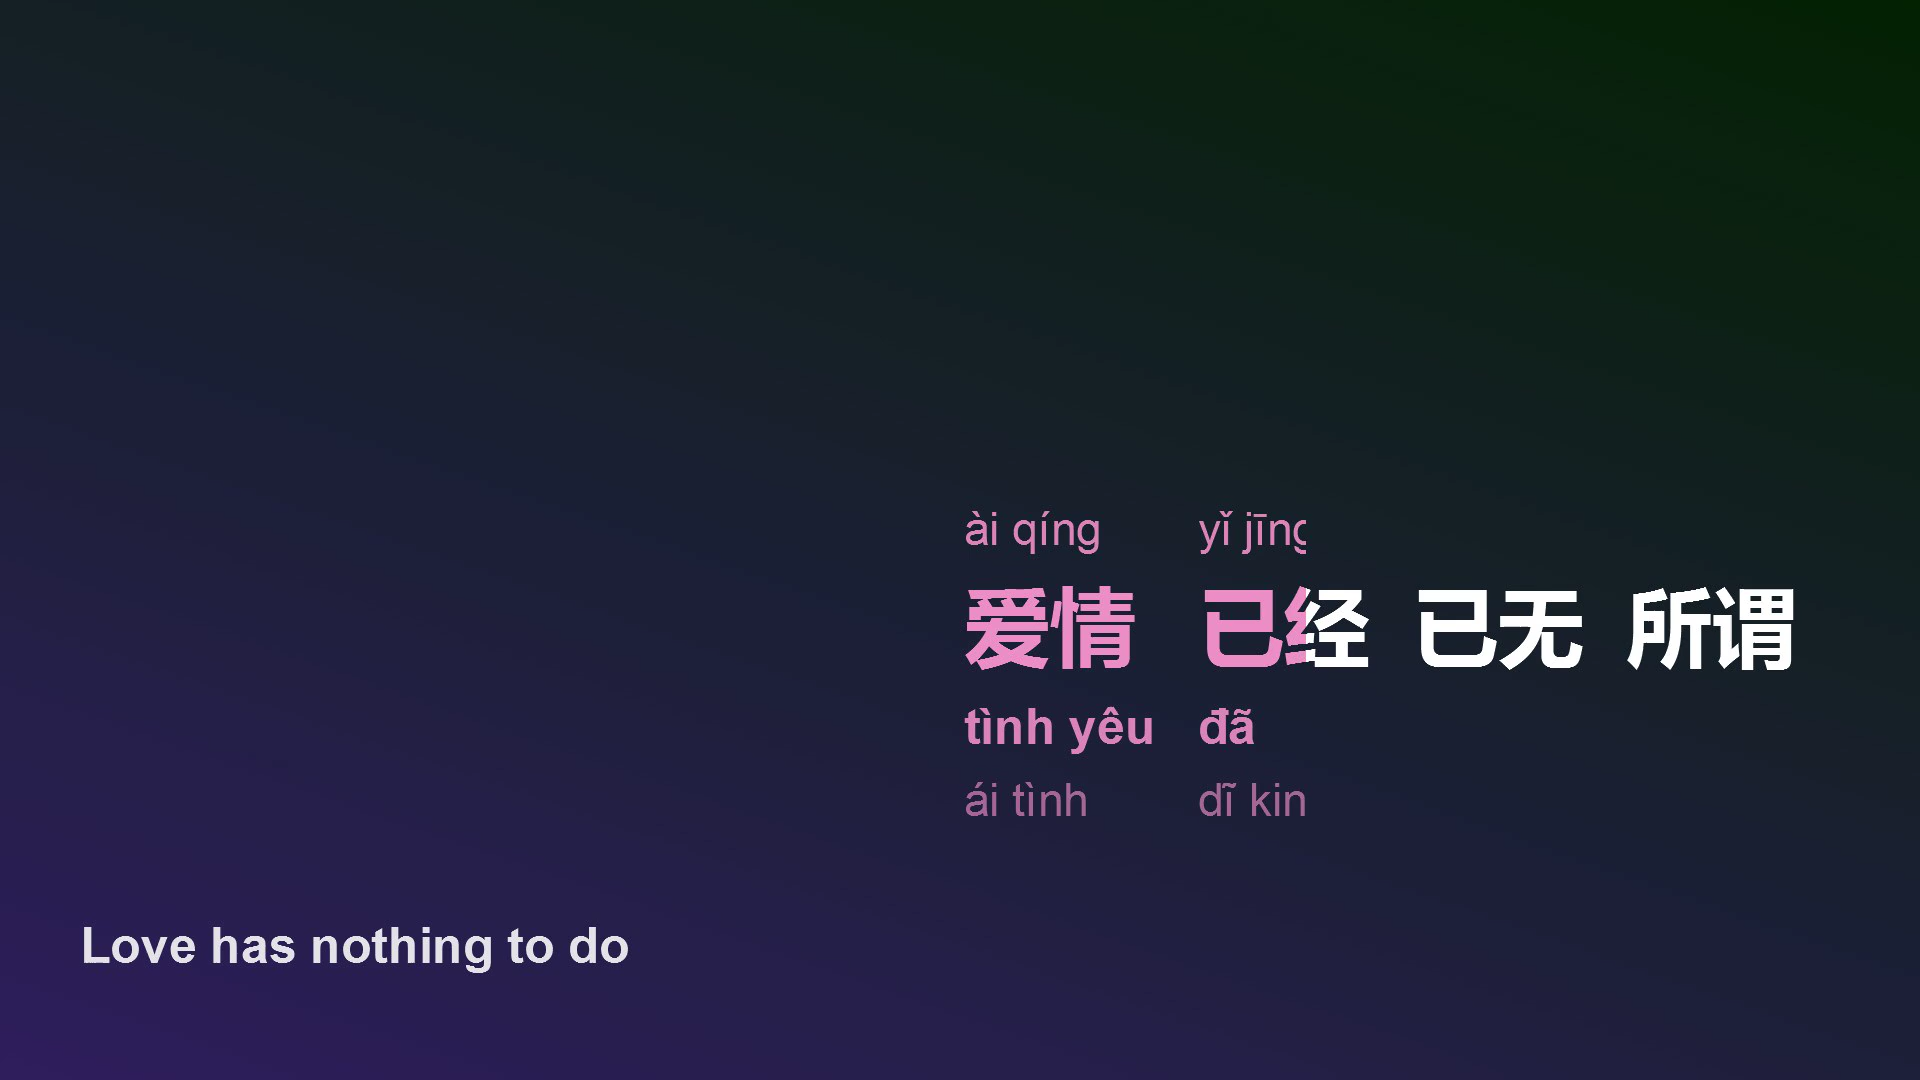 ài qíng yǐ jīng
爱情 已经 已无 所谓
tình yêu đã
ái tình dĩ kin
Love has nothing to do